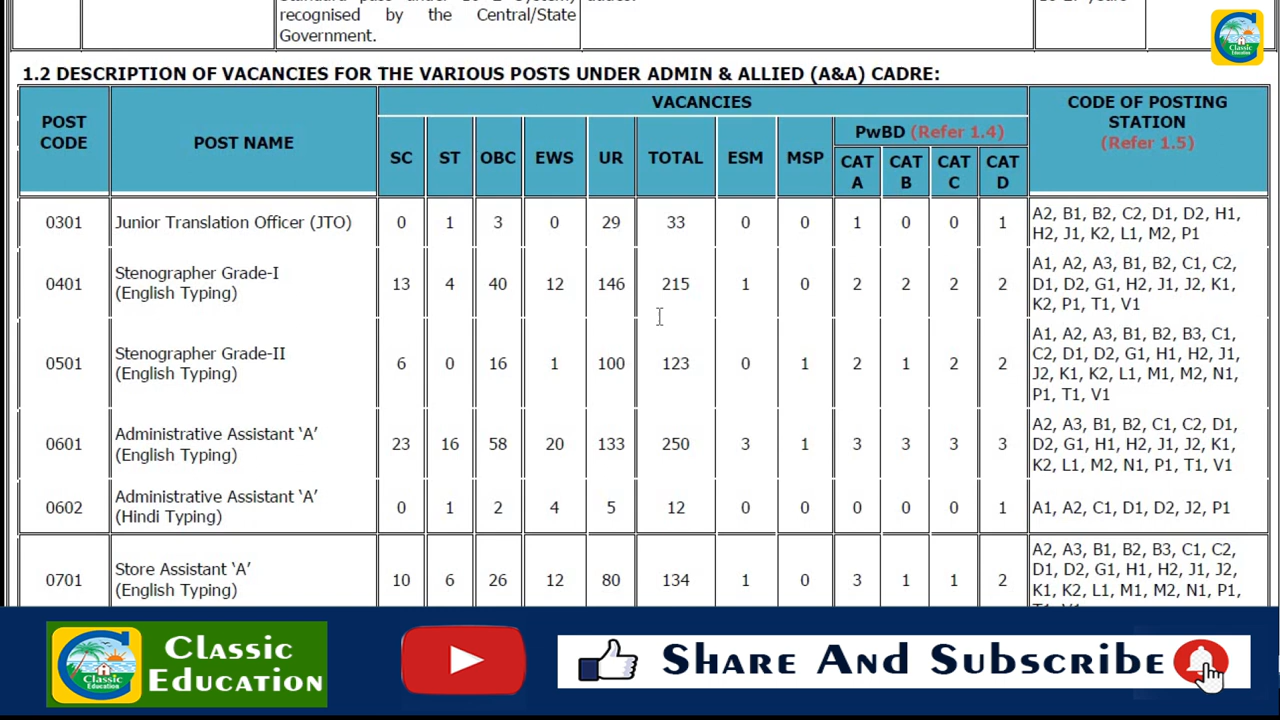 recognised by the Central/State
Government.
Classic
Education
1.2 DESCRIPTION OF VACANCIES FOR THE VARIOUS POSTS UNDER ADMIN & ALLIED (A&A) CADRE:
POST CODE POST NAME VACANCIES CODE OF POSTING STATION (Refer 1.5)
SC ST OBC EWS UR TOTAL ESM MSP PwBD (Refer 1.4)
CAT A CAT B CAT C CAT D
0301 Junior Translation Officer (JTO) 0 1 3 0 29 33 0 0 1 0 0 1 A2, B1, B2, C2, D1, D2, H1,
H2, J1, K2, L1, M2, P1
0401 Stenographer Grade-I 13 4 40 12 146 215 1 0 2 2 2 2 A1, A2, A3, B1, B2, C1, C2,
(English Typing) D1, D2, G1, H2, J1, J2, K1,
K2, P1, T1, V1
0501 Stenographer Grade-II 6 0 16 1 100 123 0 1 2 1 2 2 A1, A2, A3, B1, B2, B3, C1,
(English Typing) C2, D1, D2, G1, H1, H2, J1,
J2, K1, K2, L1, M1, M2, N1,
P1, T1, V1
0601 Administrative Assistant ‘A’ 23 16 58 20 133 250 3 1 3 3 3 3 A2, A3, B1, B2, C1, C2, D1,
(English Typing) D2, G1, H1, H2, J1, J2, K1,
K2, L1, M2, N1, P1, T1, V1
0602 Administrative Assistant ‘A’ 0 1 2 4 5 12 0 0 0 0 0 1 A1, A2, C1, D1, D2, J2, P1
(Hindi Typing)
0701 Store Assistant ‘A’ 10 6 26 12 80 134 1 0 3 1 1 2 A2, A3, B1, B2, B3, C1, C2,
(English Typing) D1, D2, G1, H1, H2, J1, J2,
K1, K2, L1, M1, M2, N1, P1,
Classic
Education
Classic
Education
Share And Subscribe